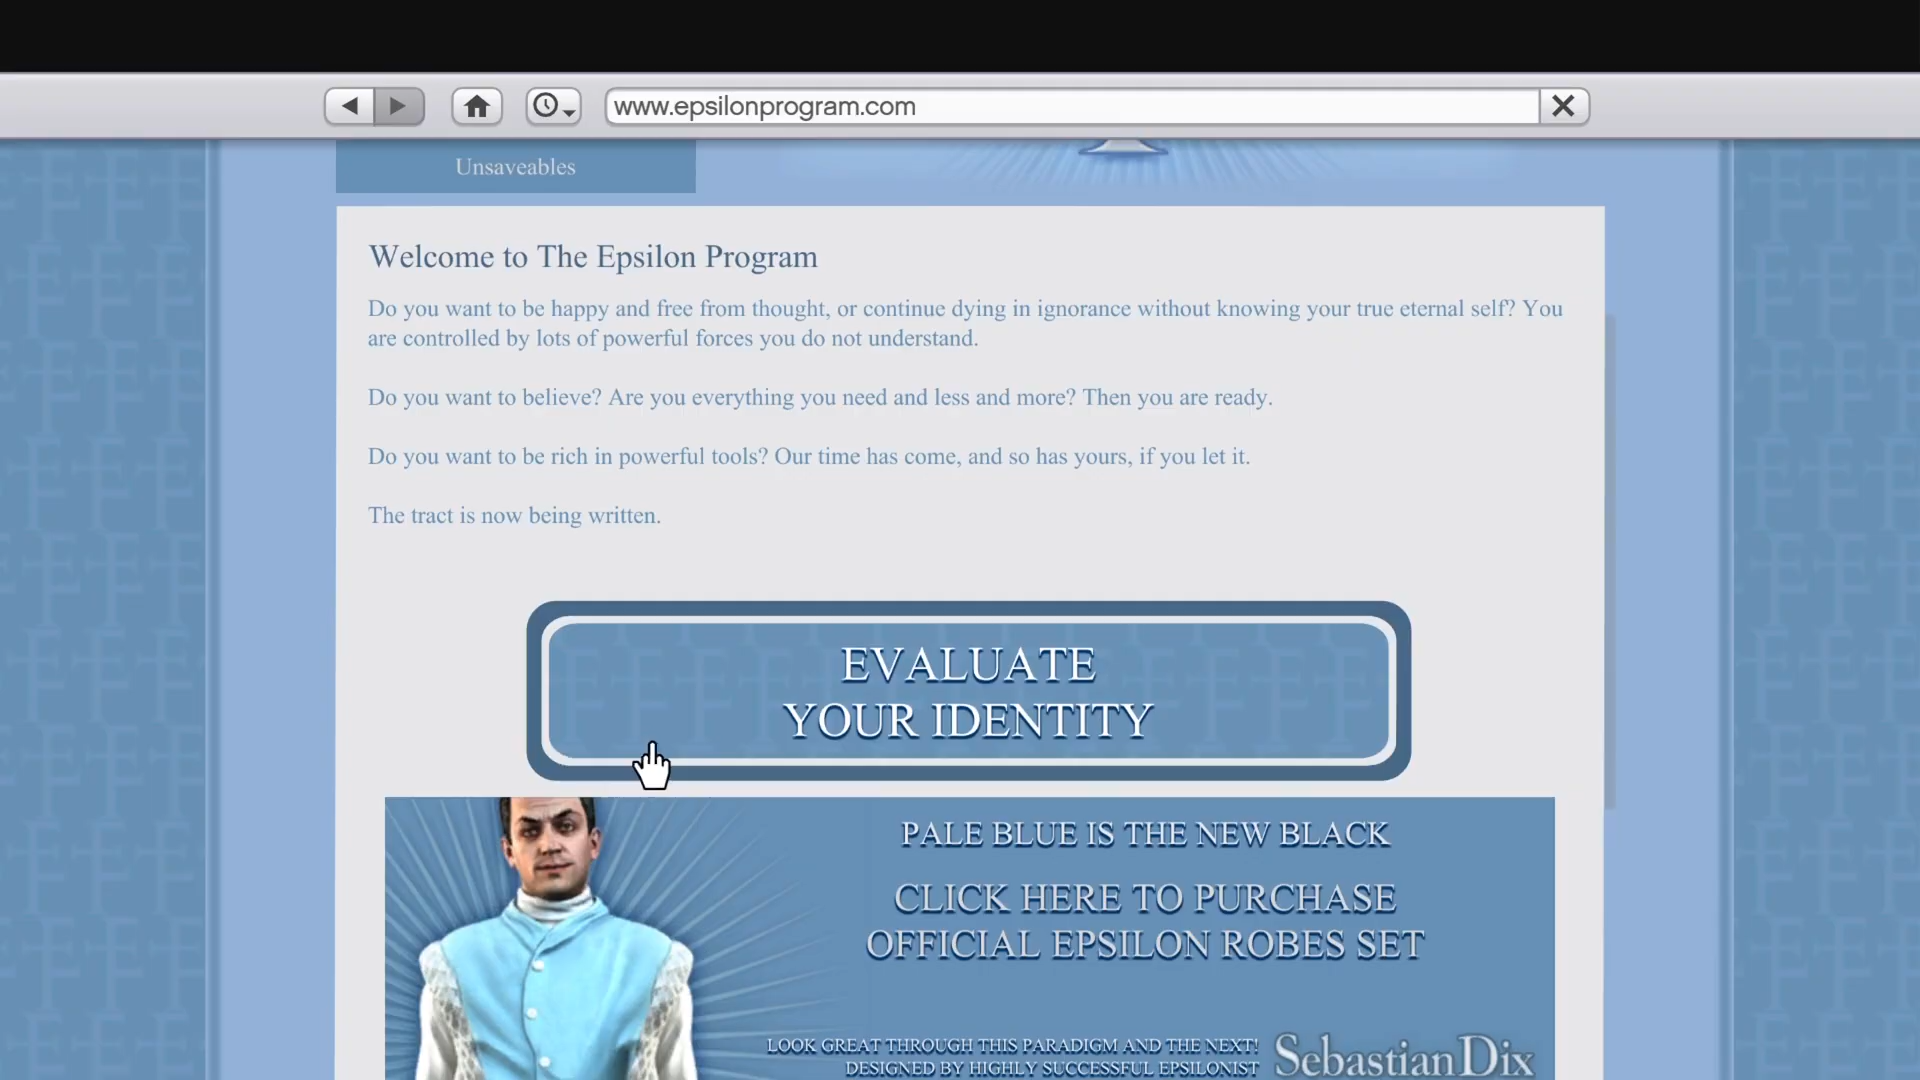 www.epsilonprogram.com
Unsaveables
Welcome to The Epsilon Program
Do you want to be happy and free from thought, or continue dying in ignorance without knowing your true eternal self? You
are controlled by lots of powerful forces you do not understand.
Do you want to believe? Are you everything you need and less and more? Then you are ready.
Do you want to be rich in powerful tools? Our time has come, and so has yours, if you let it.
The tract is now being written.
EVALUATE
YOUR IDENTITY
PALE BLUE IS THE NEW BLACK
CLICK HERE TO PURCHASE
OFFICIAL EPSILON ROBES SET
LOOK GREAT THROUGH THIS PARADIGM AND THE NEXT!
DESIGNED BY HIGHLY SUCCESSFUL EPSILONIST
SebastianDix